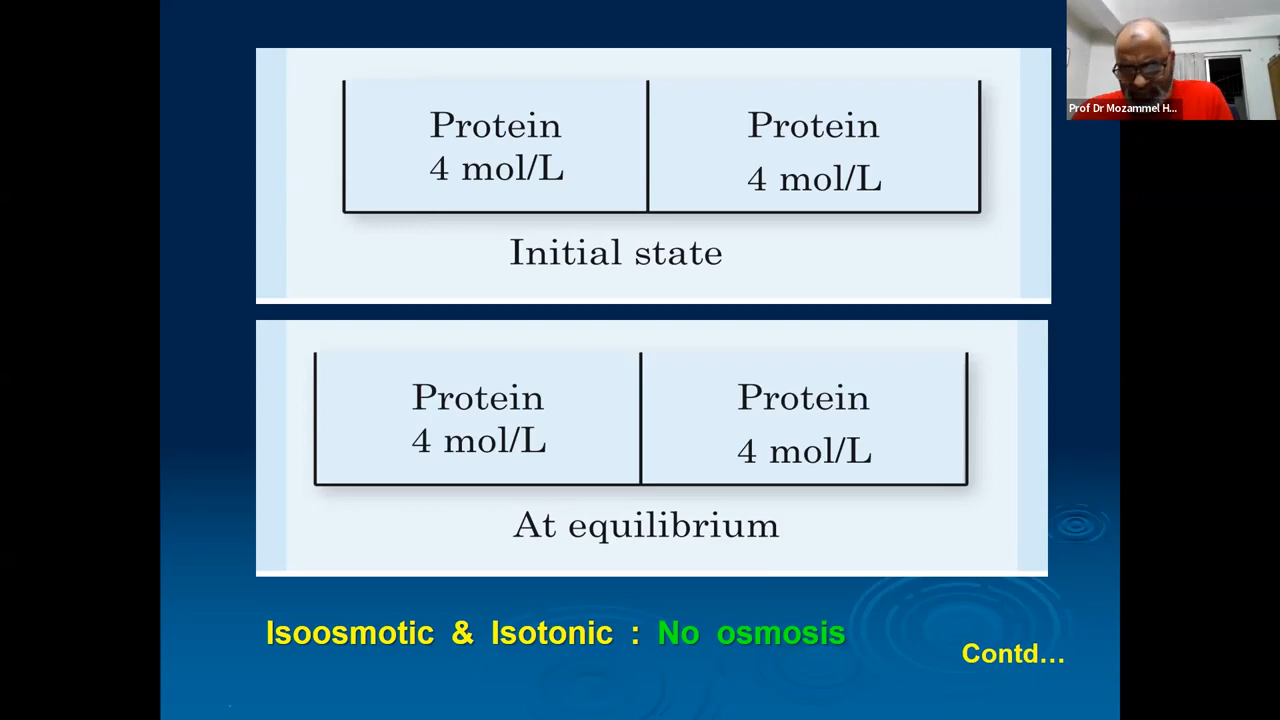 Protein
4 mol/L
Protein
4 mol/L
Initial state
Protein
4 mol/L
Protein
4 mol/L
At equilibrium
Isoosmotic & Isotonic : No osmosis
Contd...
Prof Dr Mozammel H...